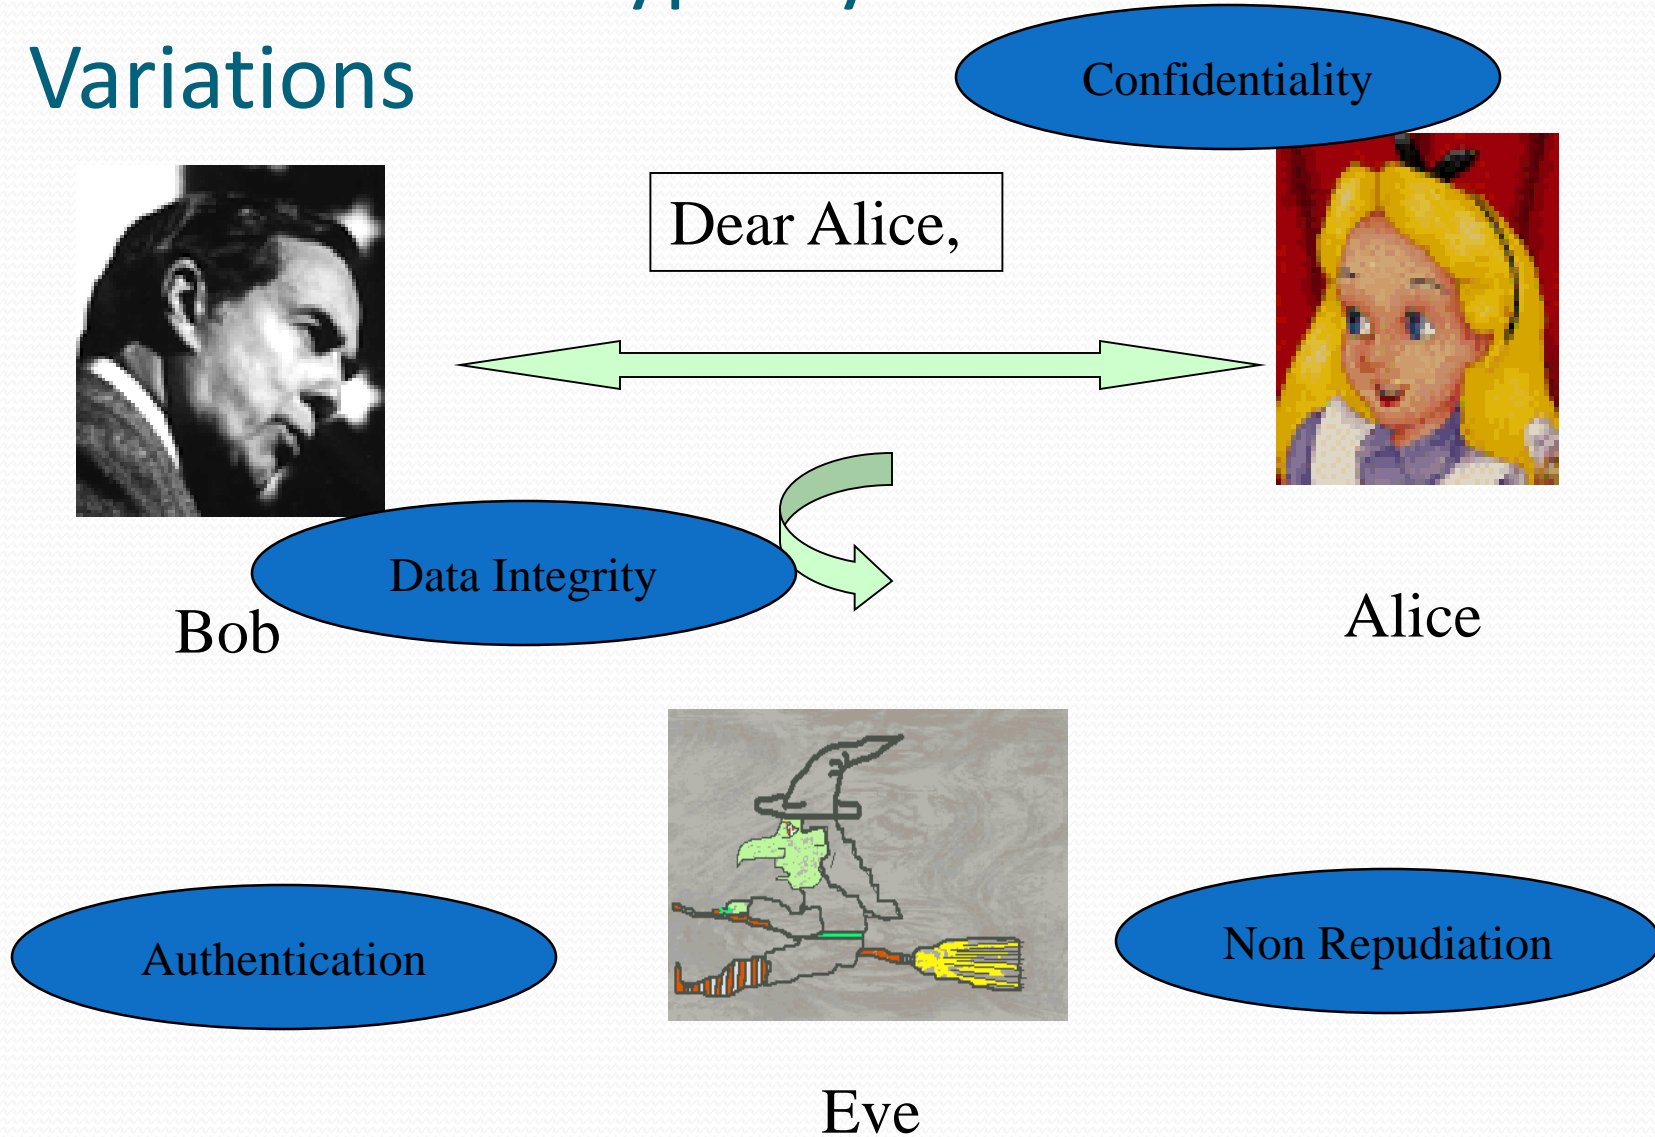 Variations
Confidentiality
Dear Alice,
Data Integrity
Bob
Alice
Authentication
Non Repudiation
Eve